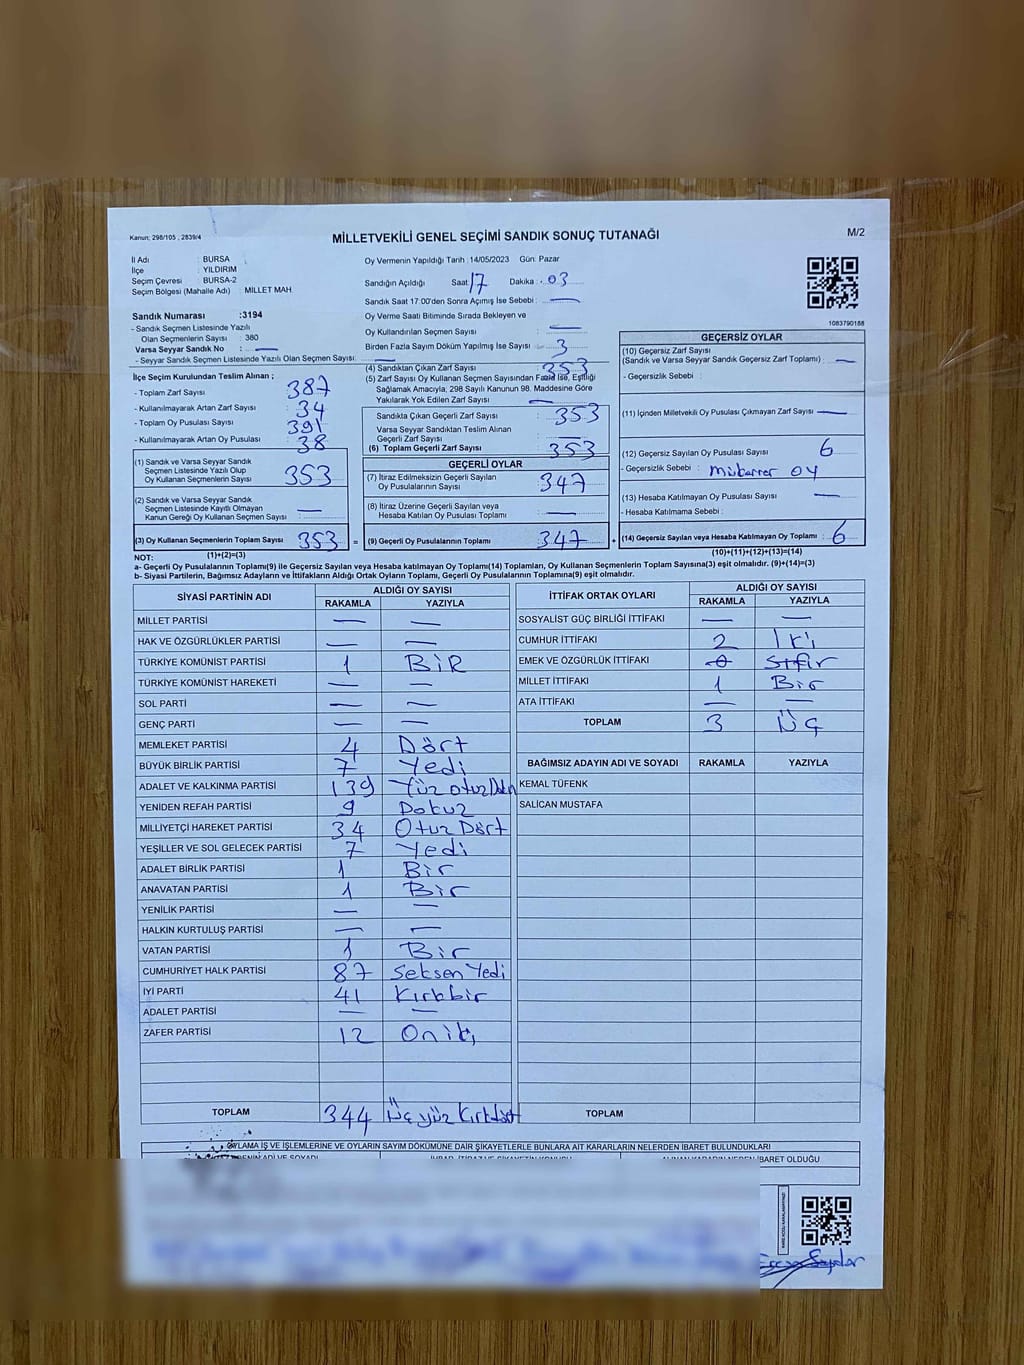 Kanun: 298/105 , 2839/4
MİLLETVEKİLİ GENEL SEÇİMİ SANDIK SONUÇ TUTANAĞI
M/2
İl Adı : BURSA
İlçe : YILDIRIM
Seçim Çevresi : BURSA-2
Seçim Bölgesi (Mahalle Adı) : MİLLET MAH.
Oy Vermenin Yapıldığı Tarih :14/05/2023 Gün: Pazar
Sandığın Açıldığı Saat: 17 Dakika : 03
Sandık Saat 17:00'den Sonra Açımış İse Sebebi : —
Oy Verme Saati Bitiminde Sırada Bekleyen ve
Oy Kullandırılan Seçmen Sayısı : —
Birden Fazla Sayım Döküm Yapılmış İse Sayısı : 3
1083790188
Sandık Numarası :3194
- Sandık Seçmen Listesinde Yazılı
Olan Seçmenlerin Sayısı : 380
Varsa Seyyar Sandık No : —
- Seyyar Sandık Seçmen Listesinde Yazılı Olan Seçmen Sayısı: —
İlçe Seçim Kurulundan Teslim Alınan ;
- Toplam Zarf Sayısı : 387
- Kullanılmayarak Artan Zarf Sayısı : 34
- Toplam Oy Pusulası Sayısı : 391
- Kullanılmayarak Artan Oy Pusulası : 38
(1) Sandık ve Varsa Seyyar Sandık
Seçmen Listesinde Yazılı Olup
Oy Kullanan Seçmenlerin Sayısı : 353
(2) Sandık ve Varsa Seyyar Sandık
Seçmen Listesinde Kayıtlı Olmayan
Kanun Gereği Oy Kullanan Seçmen Sayısı : —
(3) Oy Kullanan Seçmenlerin Toplam Sayısı : 353 =
(4) Sandıktan Çıkan Zarf Sayısı : 353
(5) Zarf Sayısı Oy Kullanan Seçmen Sayısından Fazla İse, Eşitliği
Sağlamak Amacıyla; 298 Sayılı Kanunun 98. Maddesine Göre
Yakılarak Yok Edilen Zarf Sayısı : —
Sandıkta Çıkan Geçerli Zarf Sayısı : 353
Varsa Seyyar Sandıktan Teslim Alınan
Geçerli Zarf Sayısı : —
(6) Toplam Geçerli Zarf Sayısı : 353
GEÇERLİ OYLAR
(7) İtiraz Edilmeksizin Geçerli Sayılan
Oy Pusulalarının Sayısı : 347
(8) İtiraz Üzerine Geçerli Sayılan veya
Hesaba Katılan Oy Pusulası Toplamı : —
(9) Geçerli Oy Pusulalarının Toplamı : 347 +
GEÇERSİZ OYLAR
(10) Geçersiz Zarf Sayısı
(Sandık ve Varsa Seyyar Sandık Geçersiz Zarf Toplamı) : —
- Geçersizlik Sebebi :
(11) İçinden Milletvekili Oy Pusulası Çıkmayan Zarf Sayısı : —
(12) Geçersiz Sayılan Oy Pusulası Sayısı : 6
- Geçersizlik Sebebi : Mükerrer oy
(13) Hesaba Katılmayan Oy Pusulası Sayısı : —
- Hesaba Katılmama Sebebi :
(14) Geçersiz Sayılan veya Hesaba Katılmayan Oy Toplamı : 6
NOT: (1)+(2)=(3) (10)+(11)+(12)+(13)=(14)
a- Geçerli Oy Pusulalarının Toplamı(9) ile Geçersiz Sayılan veya Hesaba katılmayan Oy Toplamı(14) Toplamları, Oy Kullanan Seçmenlerin Toplam Sayısına(3) eşit olmalıdır. (9)+(14)=(3)
b- Siyasi Partilerin, Bağımsız Adayların ve İttifakların Aldığı Ortak Oyların Toplamı, Geçerli Oy Pusulalarının Toplamına(9) eşit olmalıdır.
SİYASİ PARTİNİN ADI ALDIĞI OY SAYISI
RAKAMLA YAZIYLA
MİLLET PARTİSİ — —
HAK VE ÖZGÜRLÜKLER PARTİSİ — —
TÜRKİYE KOMÜNİST PARTİSİ 1 BİR
TÜRKİYE KOMÜNİST HAREKETİ — —
SOL PARTİ — —
GENÇ PARTİ — —
MEMLEKET PARTİSİ 4 Dört
BÜYÜK BİRLİK PARTİSİ 7 Yedi
ADALET VE KALKINMA PARTİSİ 139 Yüz otuz
YENİDEN REFAH PARTİSİ 9 Dokuz
MİLLİYETÇİ HAREKET PARTİSİ 34 Otuz Dört
YEŞİLLER VE SOL GELECEK PARTİSİ 7 Yedi
ADALET BİRLİK PARTİSİ 1 Bir
ANAVATAN PARTİSİ 1 Bir
YENİLİK PARTİSİ — —
HALKIN KURTULUŞ PARTİSİ — —
VATAN PARTİSİ 1 Bir
CUMHURİYET HALK PARTİSİ 87 Seksen Yedi
İYİ PARTİ 41 Kırkbir
ADALET PARTİSİ — —
ZAFER PARTİSİ 12 Oniki
TOPLAM 344 Üç yüz Kırkdört
İTTİFAK ORTAK OYLARI ALDIĞI OY SAYISI
RAKAMLA YAZIYLA
SOSYALİST GÜÇ BİRLİĞİ İTTİFAKI — —
CUMHUR İTTİFAKI 2 İki
EMEK VE ÖZGÜRLÜK İTTİFAKI 0 Sıfır
MİLLET İTTİFAKI 1 Bir
ATA İTTİFAKI — —
TOPLAM 3 Üç
BAĞIMSIZ ADAYIN ADI VE SOYADI RAKAMLA YAZIYLA
KEMAL TÜFENK
SALİCAN MUSTAFA
TOPLAM
OYLAMA İŞ VE İŞLEMLERİNE VE OYLARIN SAYIM DÖKÜMÜNE DAİR ŞİKAYETLERLE BUNLARA AİT KARARLARIN NELERDEN İBARET BULUNDUKLARI
ADI VE SOYADI İHBAR, İTİRAZ VE ŞİKAYETİN KONUSU ALINAN KARARIN NEDEN İBARET OLDUĞU